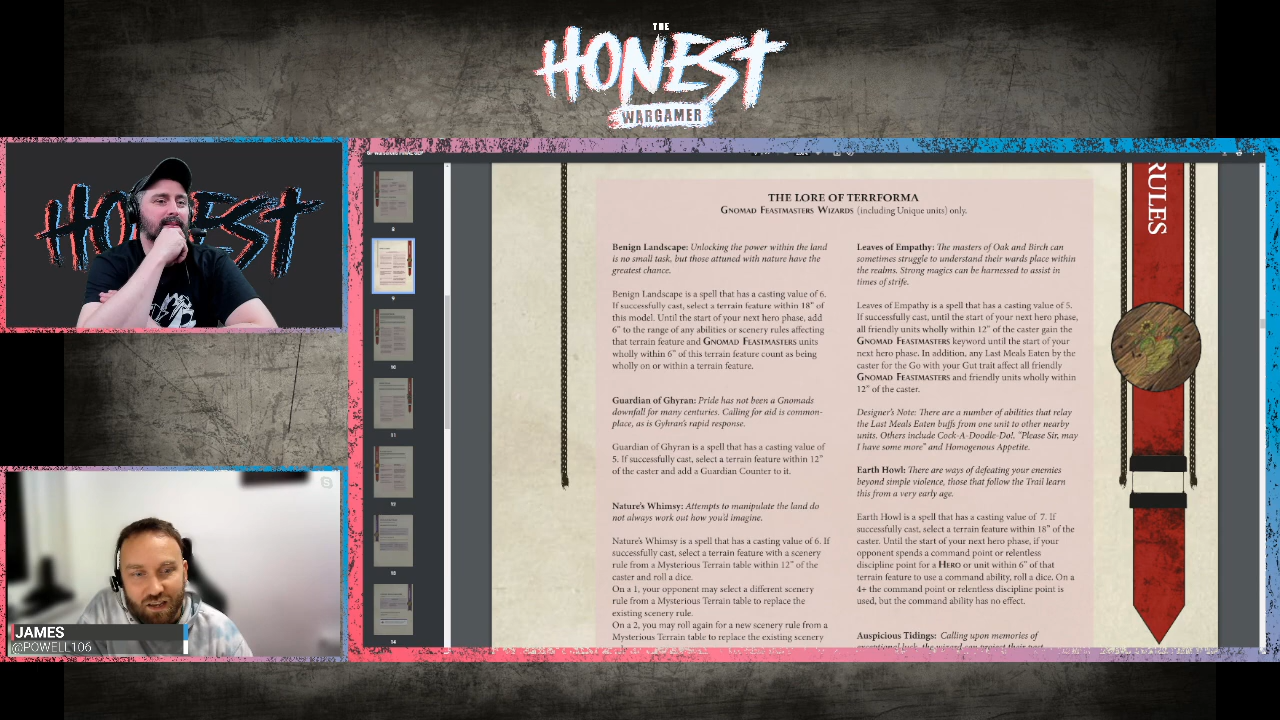 THE
HONEST
WARGAMER
HONEST
JAMES
@POWELL106
8
9
10
11
12
13
14
RULES
THE LORE OF TERRFORMA
GNOMAD FEASTMASTERS WIZARDS (including Unique units) only.
Benign Landscape: Unlocking the power within the land
is no small task, but those attuned with nature have the
greatest chance.
Benign Landscape is a spell that has a casting value of 6.
If successfully cast, select a terrain feature within 18" of
this model. Until the start of your next hero phase, add
6" to the range of any abilities or scenery rules affecting
that terrain feature and GNOMAD FEASTMASTERS units
wholly within 6" of this terrain feature count as being
wholly on or within a terrain feature.
Guardian of Ghyran: Pride has not been a Gnomads
downfall for many centuries. Calling for aid is common-
place, as is Gyhran's rapid response.
Guardian of Ghyran is a spell that has a casting value of
5. If successfully cast, select a terrain feature within 12"
of the caster and add a Guardian Counter to it.
Nature's Whimsy: Attempts to manipulate the land do
not always work out how you'd imagine.
Nature's Whimsy is a spell that has a casting value of 6. If
successfully cast, select a terrain feature with a scenery
rule from a Mysterious Terrain table within 12" of the
caster and roll a dice.
On a 1, your opponent may select a different scenery
rule from a Mysterious Terrain table to replace the
existing scenery rule.
On a 2, you may roll again for a new scenery rule from a
Mysterious Terrain table to replace the existing scenery
Leaves of Empathy: The masters of Oak and Birch can
sometimes struggle to understand their wards place within
the realms. Strong magics can be harnessed to assist in
times of strife.
Leaves of Empathy is a spell that has a casting value of 5.
If successfully cast, until the start of your next hero phase,
all friendly units wholly within 12" of the caster gain the
GNOMAD FEASTMASTERS keyword until the start of your
next hero phase. In addition, any Last Meals Eaten by the
caster for the Go with your Gut trait affect all friendly
GNOMAD FEASTMASTERS and friendly units wholly within
12" of the caster.
Designer's Note: There are a number of abilities that relay
the Last Meals Eaten buffs from one unit to other nearby
units. Others include Cock-A-Doodle-Do!, "Please Sir, may
I have some more" and Homogenous Appetite.
Earth Howl: There are ways of defeating your enemies
beyond simple violence, those that follow the Trail learn
this from a very early age.
Earth Howl is a spell that has a casting value of 7. If
successfully cast, select a terrain feature within 18" of the
caster. Until the start of your next hero phase, if your
opponent spends a command point or relentless
discipline point for a HERO or unit within 6" of that
terrain feature to use a command ability, roll a dice. On a
4+ the command point or relentless discipline point is
used, but the command ability has no effect.
Auspicious Tidings: Calling upon memories of
exceptional luck, the wizard can project their past